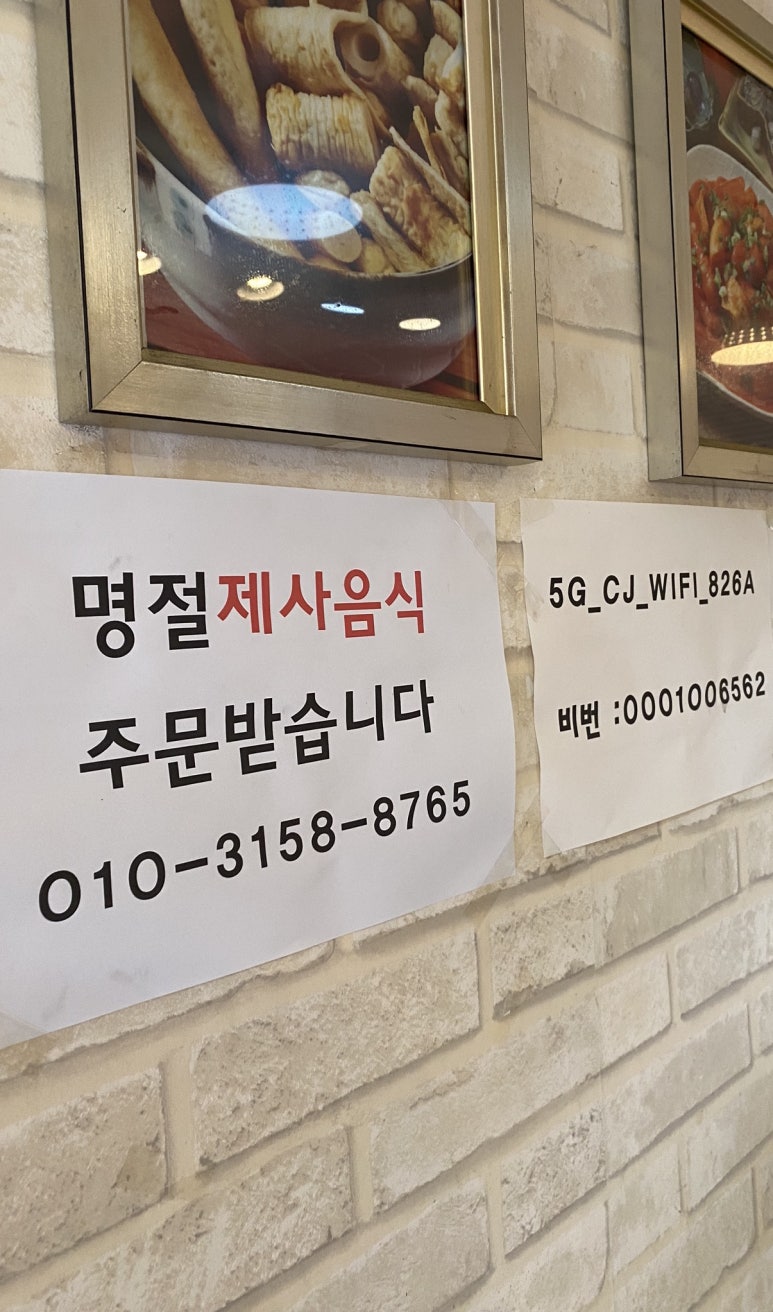 명절제사음식
주문받습니다
010-3158-8765
5G_CJ_WIFI_826A
비번 :0001006562